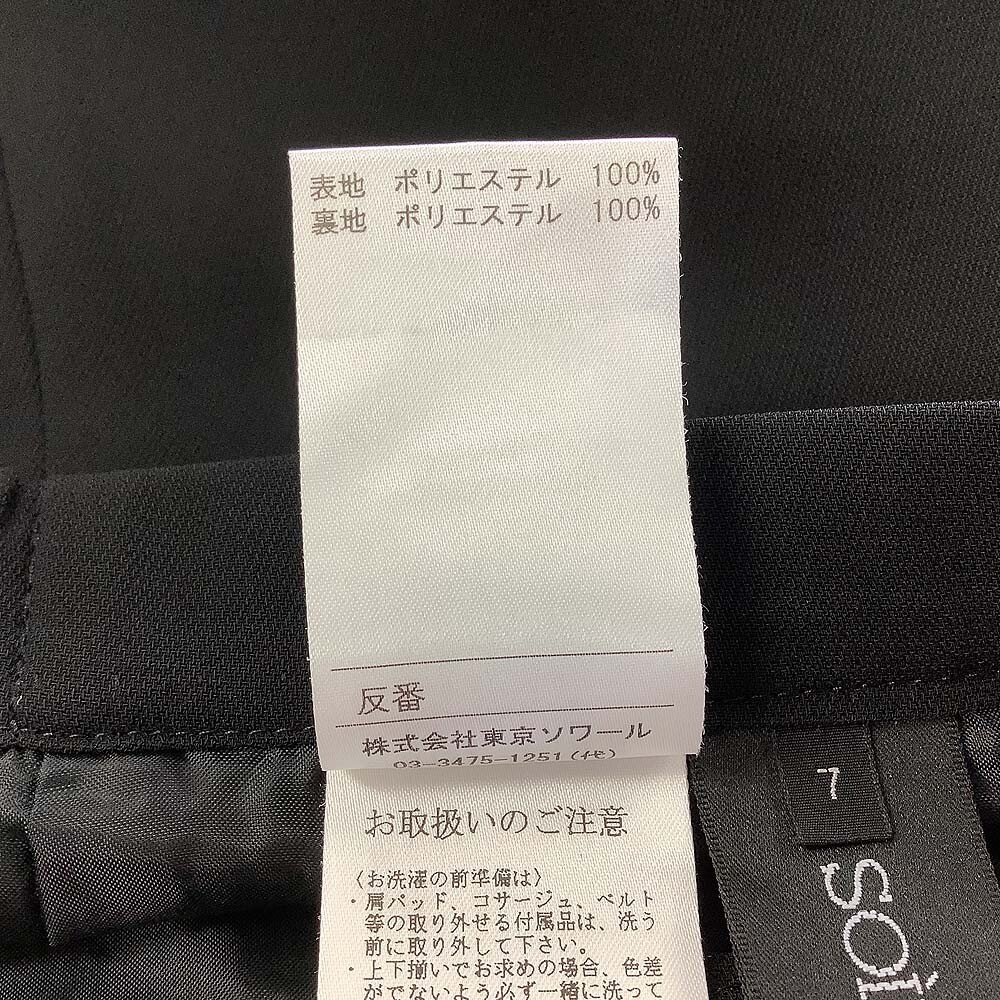 表地 ポリエステル 100%
裏地 ポリエステル 100%
反番
株式会社東京ソワール
03-3475-1251(代)
お取扱いのご注意
〈お洗濯の前準備は〉
・肩パッド、コサージュ、ベルト
等の取り外せる付属品は、洗う
前に取り外して下さい。
・上下揃いでお求めの場合、色差
がでないよう必ず一緒に洗って
7